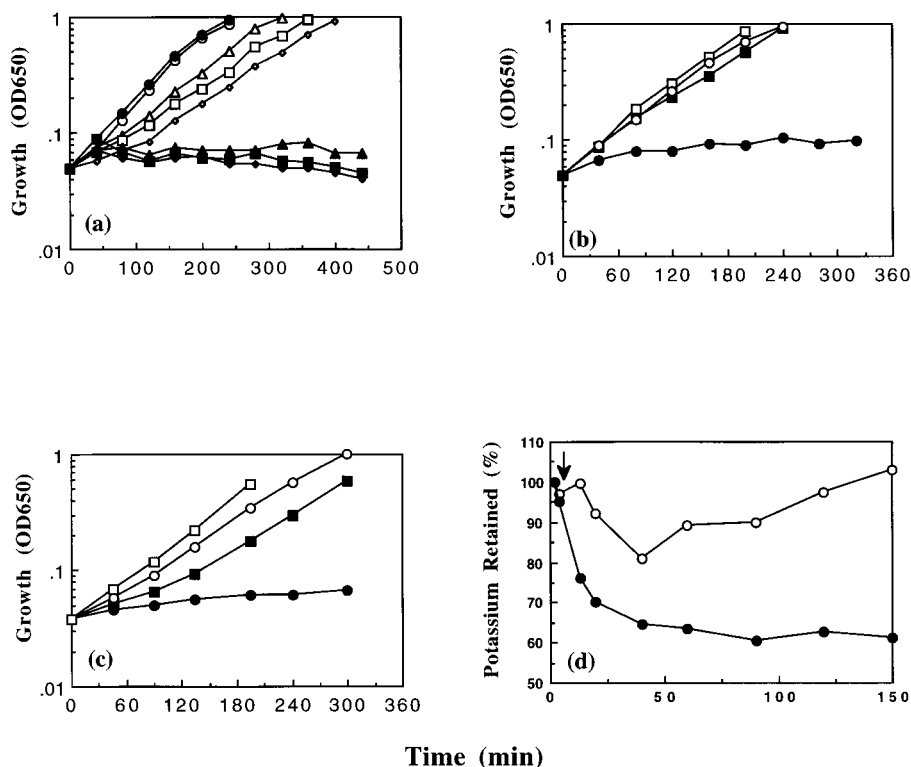 1
.1
.01
Growth (OD650)
(a)
0 100 200 300 400 500
1
.1
.01
Growth (OD650)
(b)
0 60 120 180 240 300 360
1
.1
.01
Growth (OD650)
(c)
0 60 120 180 240 300 360
110
100
90
80
70
60
50
Potassium Retained (%)
(d)
0 50 100 150
Time (min)